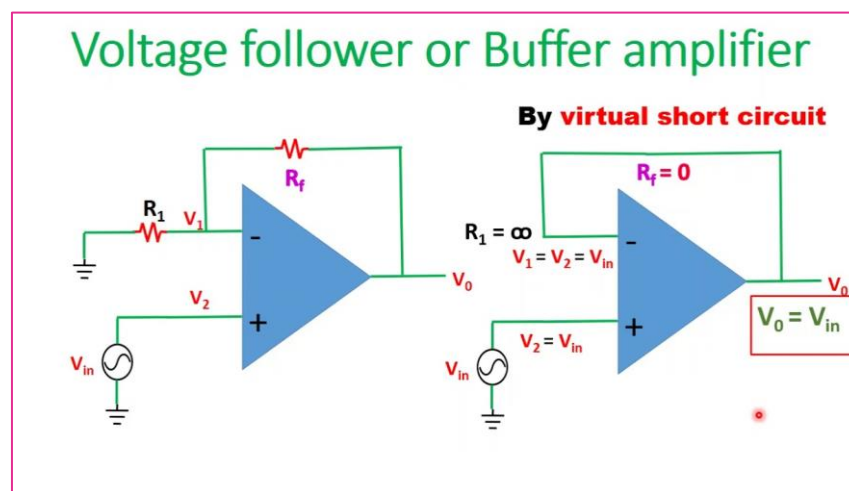 Voltage follower or Buffer amplifier
By virtual short circuit
Rf
R1
V1
-
V2
+
Vin
V0
Rf = 0
R1 = ∞
-
V1 = V2 = Vin
+
V2 = Vin
Vin
V0
V0 = Vin